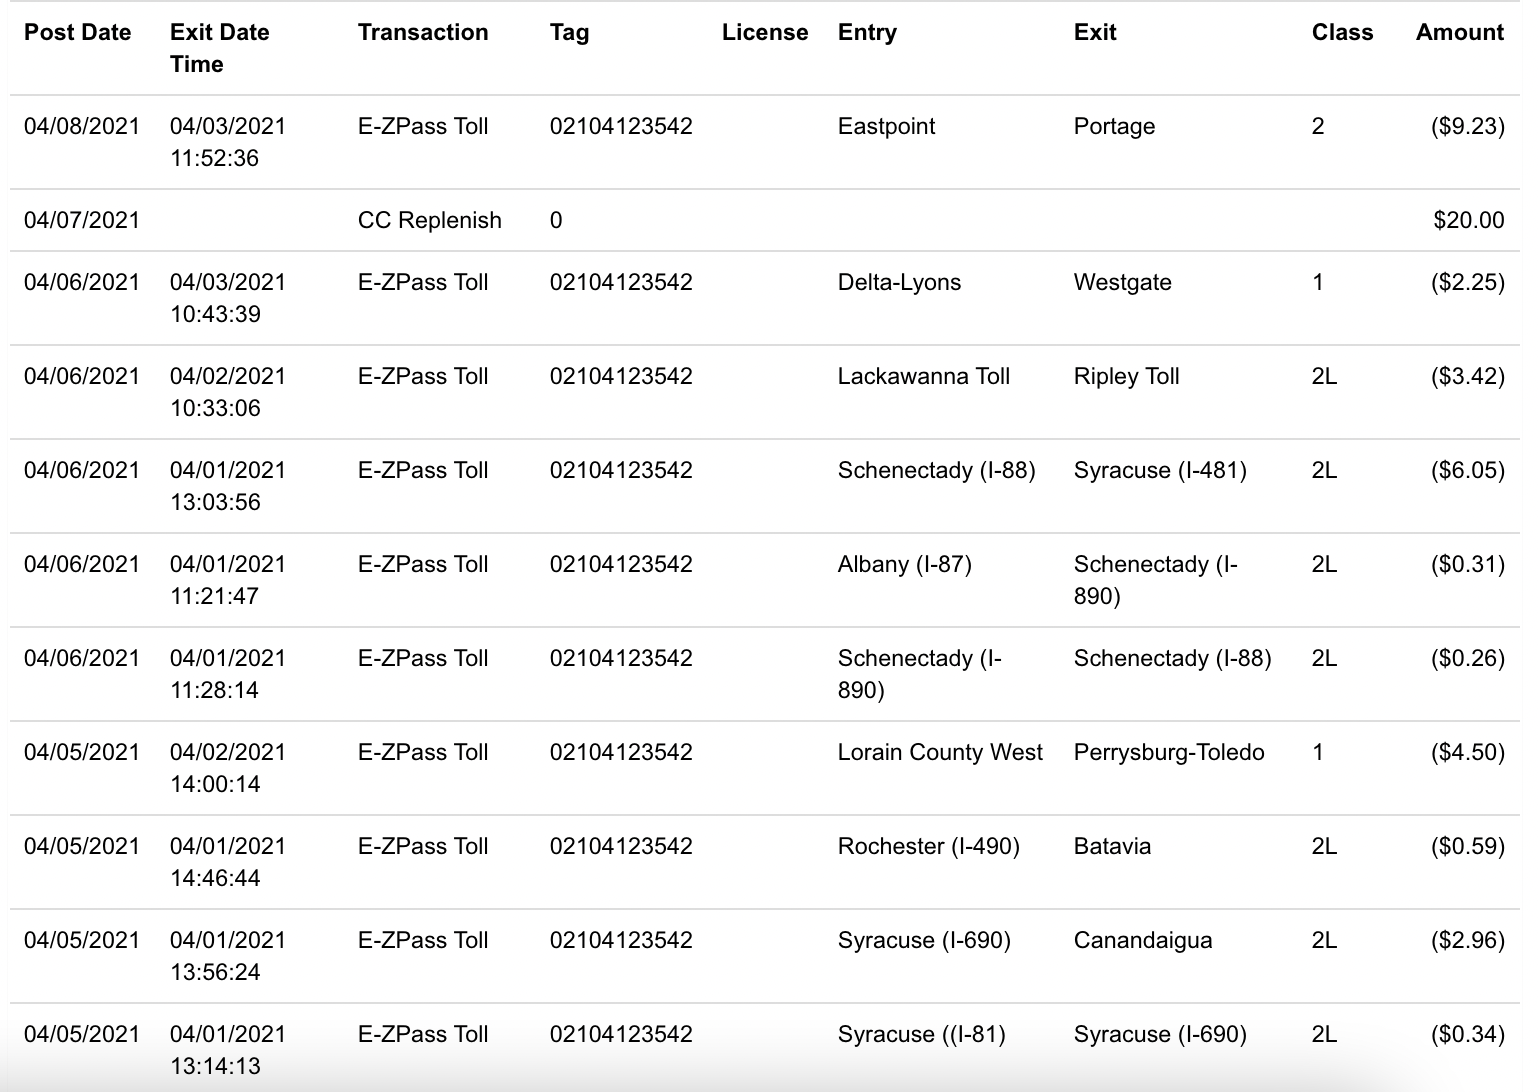 Post Date Exit Date Transaction Tag License Entry Exit Class Amount
Time
04/08/2021 04/03/2021 E-ZPass Toll 02104123542 Eastpoint Portage 2 ($9.23)
11:52:36
04/07/2021 CC Replenish 0 $20.00
04/06/2021 04/03/2021 E-ZPass Toll 02104123542 Delta-Lyons Westgate 1 ($2.25)
10:43:39
04/06/2021 04/02/2021 E-ZPass Toll 02104123542 Lackawanna Toll Ripley Toll 2L ($3.42)
10:33:06
04/06/2021 04/01/2021 E-ZPass Toll 02104123542 Schenectady (I-88) Syracuse (I-481) 2L ($6.05)
13:03:56
04/06/2021 04/01/2021 E-ZPass Toll 02104123542 Albany (I-87) Schenectady (I- 2L ($0.31)
11:21:47 890)
04/06/2021 04/01/2021 E-ZPass Toll 02104123542 Schenectady (I- Schenectady (I-88) 2L ($0.26)
11:28:14 890)
04/05/2021 04/02/2021 E-ZPass Toll 02104123542 Lorain County West Perrysburg-Toledo 1 ($4.50)
14:00:14
04/05/2021 04/01/2021 E-ZPass Toll 02104123542 Rochester (I-490) Batavia 2L ($0.59)
14:46:44
04/05/2021 04/01/2021 E-ZPass Toll 02104123542 Syracuse (I-690) Canandaigua 2L ($2.96)
13:56:24
04/05/2021 04/01/2021 E-ZPass Toll 02104123542 Syracuse ((I-81) Syracuse (I-690) 2L ($0.34)
13:14:13